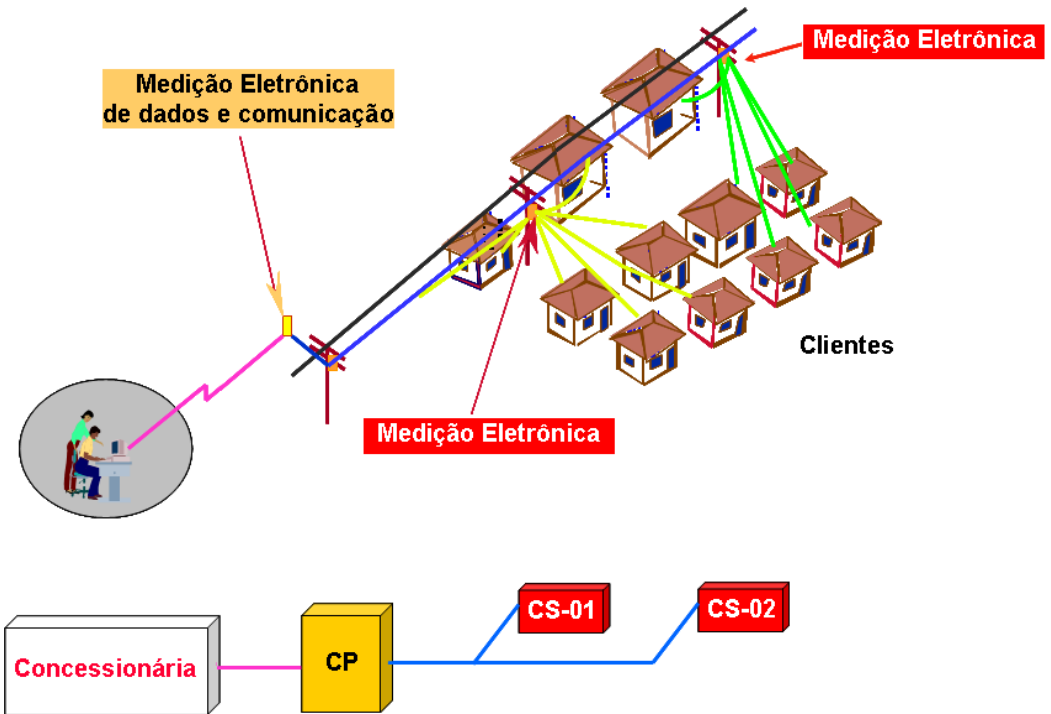 Medição Eletrônica
Medição Eletrônica
de dados e comunicação
Clientes
Medição Eletrônica
CS-01
CS-02
Concessionária
CP